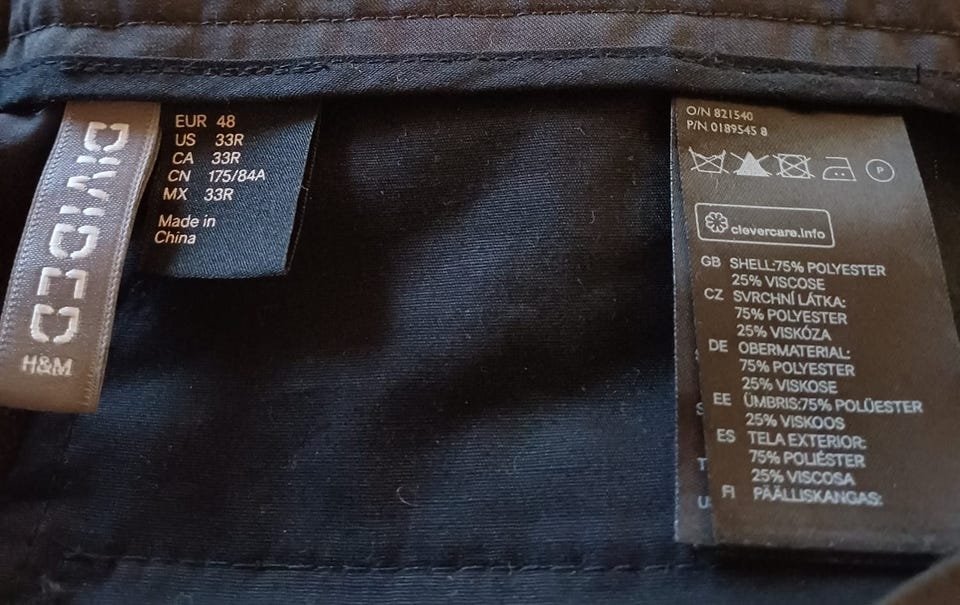 DIVIDED
H&M
EUR 48
US 33R
CA 33R
CN 175/84A
MX 33R
Made in
China
O/N 821540
P/N 0189545 8
P
clevercare.info
GB SHELL:75% POLYESTER
25% VISCOSE
CZ SVRCHNÍ LÁTKA:
75% POLYESTER
25% VISKÓZA
DE OBERMATERIAL:
75% POLYESTER
25% VISKOSE
EE ÜMBRIS:75% POLÜESTER
25% VISKOOS
ES TELA EXTERIOR:
75% POLIÉSTER
25% VISCOSA
FI PÄÄLLISKANGAS: